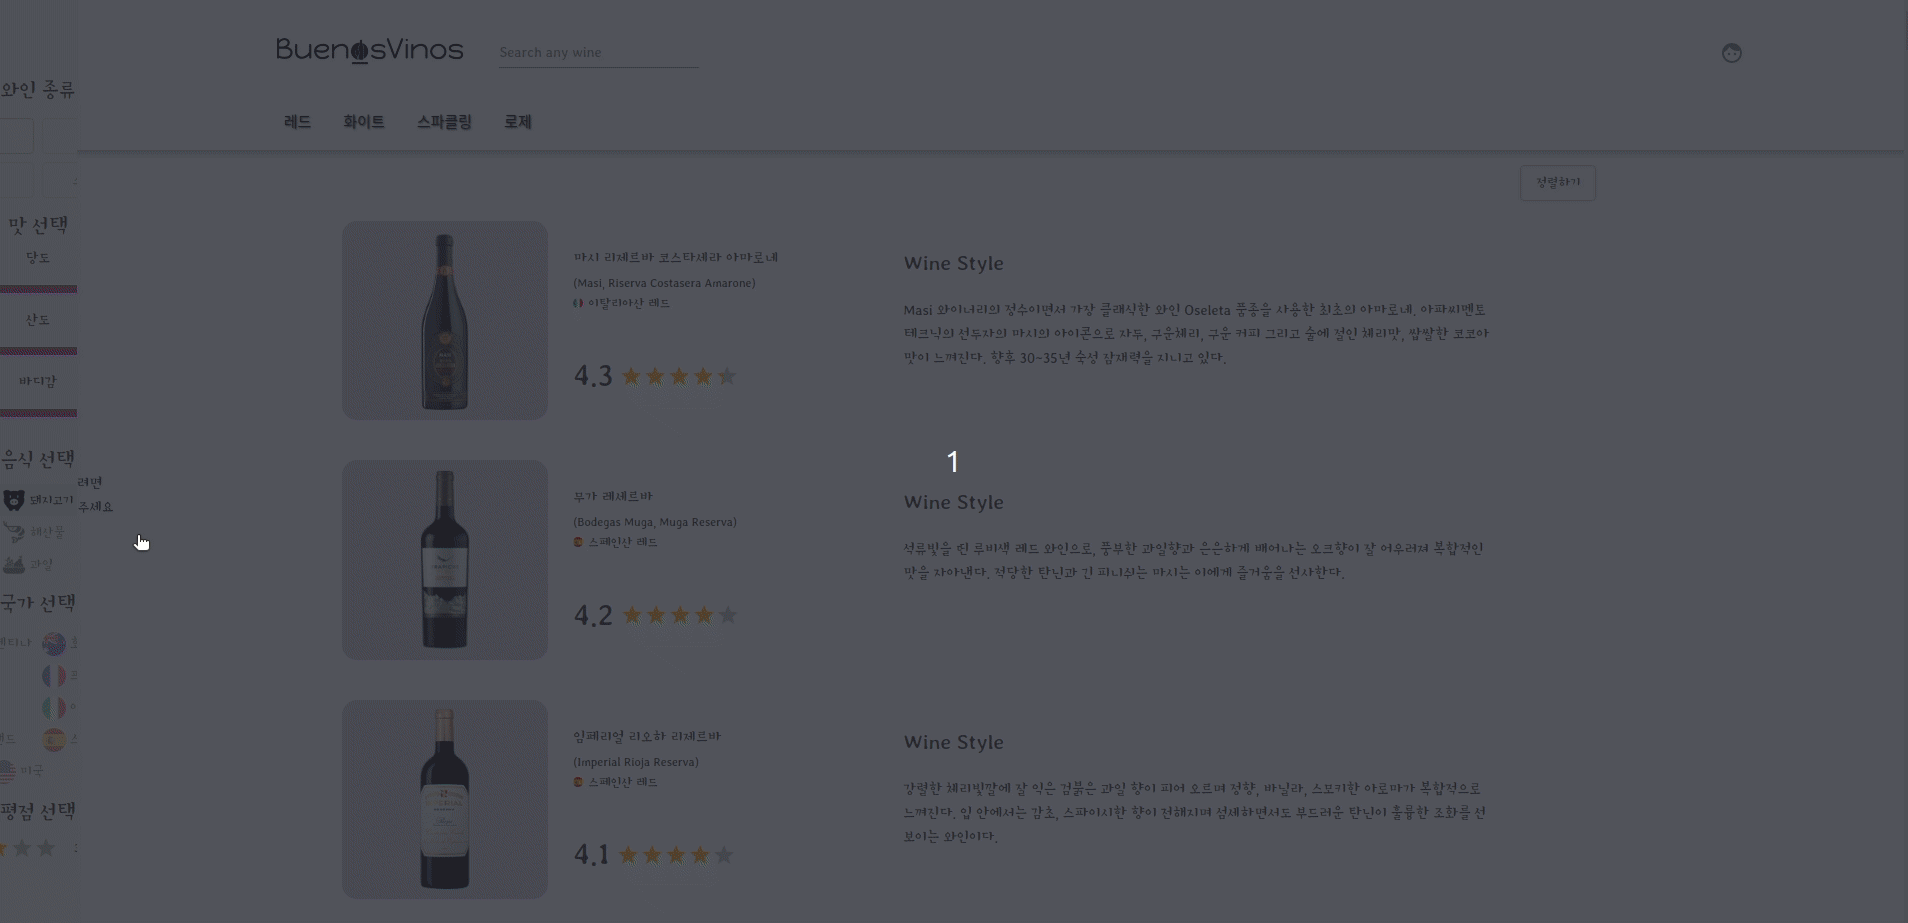 BuenosVinos
Search any wine
레드
화이트
스파클링
로제
정렬하기
와인 종류
맛 선택
당도
산도
바디감
음식 선택
돼지고기
해산물
과일
려면
주세요
국가 선택
미국
평점 선택
마시 리제르바 코스타세라 아마로네
(Masi, Riserva Costasera Amarone)
이탈리아산 레드
4.3
Wine Style
Masi 와이너리의 정수이면서 가장 클래식한 와인 Oseleta 품종을 사용한 최초의 아마로네. 아파씨멘토
테크닉의 선두자의 마시의 아이콘으로 자두, 구운체리, 구운 커피 그리고 술에 절인 체리맛, 쌉쌀한 코코아
맛이 느껴진다. 향후 30~35년 숙성 잠재력을 지니고 있다.
1
무가 레세르바
(Bodegas Muga, Muga Reserva)
스페인산 레드
4.2
Wine Style
석류빛을 띤 루비색 레드 와인으로, 풍부한 과일향과 은은하게 배어나는 오크향이 잘 어우러져 복합적인
맛을 자아낸다. 적당한 탄닌과 긴 피니쉬는 마시는 이에게 즐거움을 선사한다.
임페리얼 리오하 리제르바
(Imperial Rioja Reserva)
스페인산 레드
4.1
Wine Style
강렬한 체리빛깔에 잘 익은 검붉은 과일 향이 피어 오르며 정향, 바닐라, 스모키한 아로마가 복합적으로
느껴진다. 입 안에서는 감초, 스파이시한 향이 전해지며 섬세하면서도 부드러운 탄닌이 훌륭한 조화를 선
보이는 와인이다.